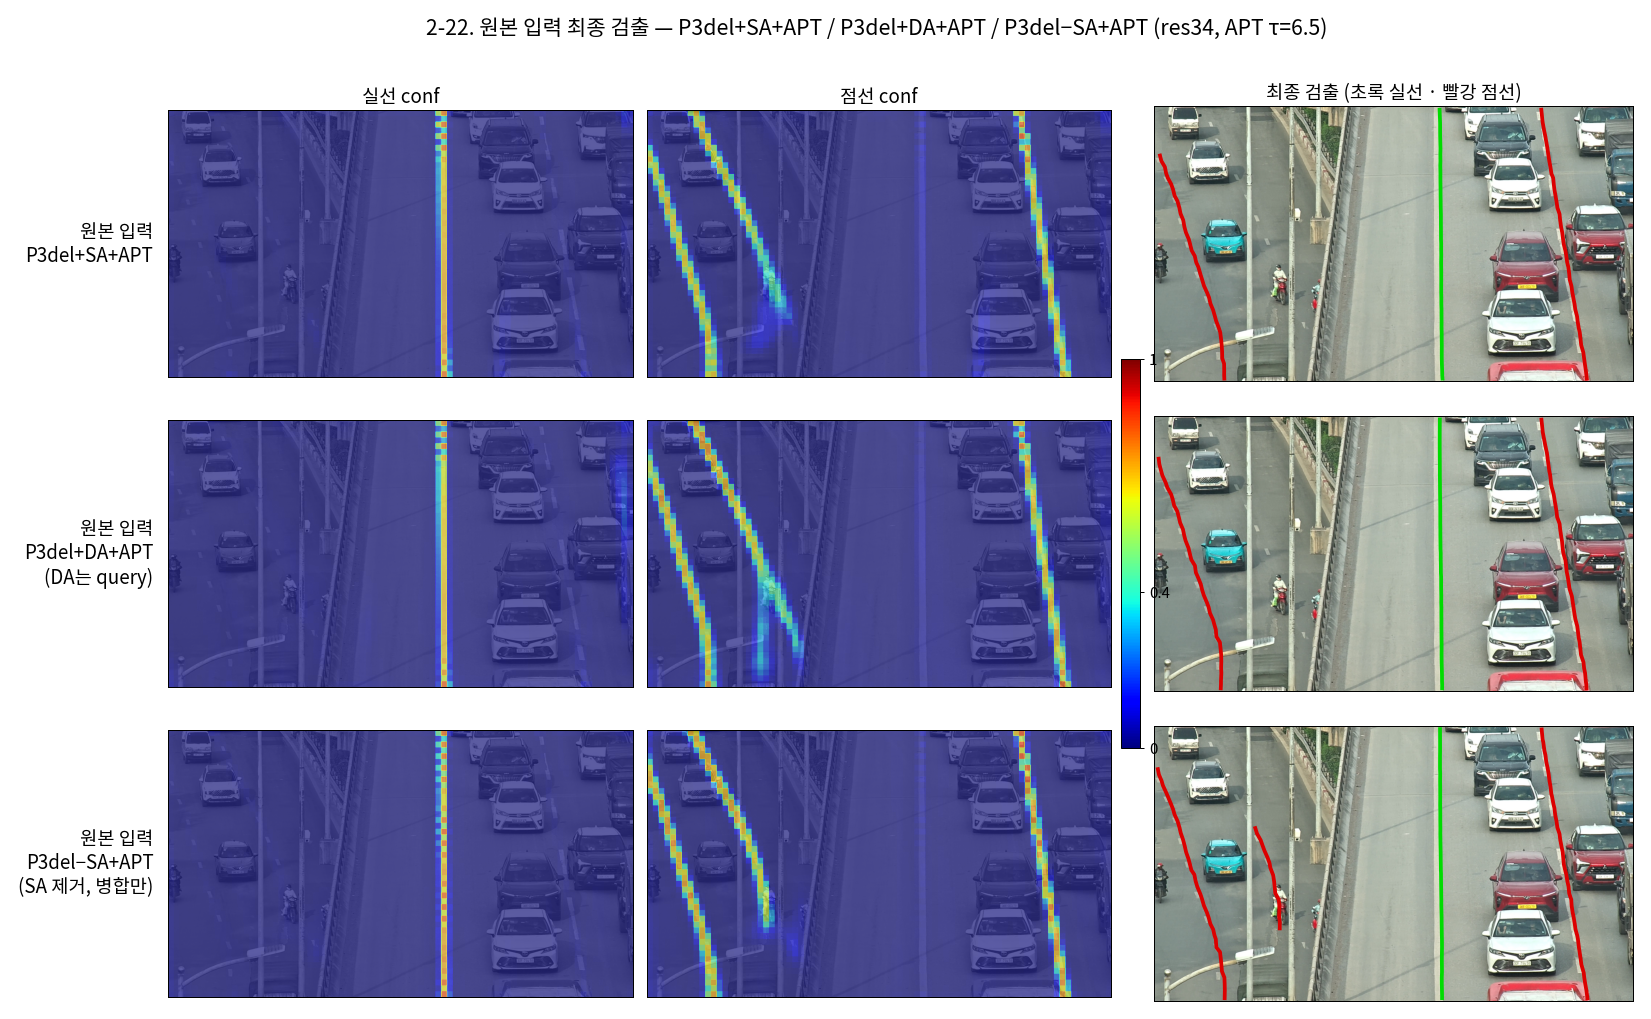 2-22. 원본 입력 최종 검출 — P3del+SA+APT / P3del+DA+APT / P3del−SA+APT (res34, APT τ=6.5)
실선 conf
점선 conf
최종 검출 (초록 실선 · 빨강 점선)
원본 입력
P3del+SA+APT
원본 입력
P3del+DA+APT
(DA는 query)
원본 입력
P3del−SA+APT
(SA 제거, 병합만)
1
0.4
0